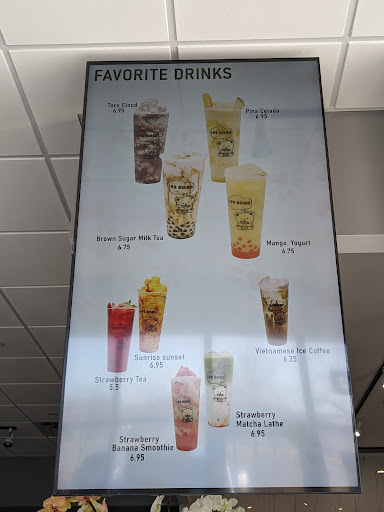 FAVORITE DRINKS
Taro Cloud
6.95
Pina Colada
6.95
Brown Sugar Milk Tea
6.75
Mango Yogurt
6.75
Sunrise sunset
6.95
Vietnamese Ice Coffee
6.25
Strawberry Tea
5.5
Strawberry
Matcha Lathe
6.95
Strawberry
Banana Smoothie
6.95